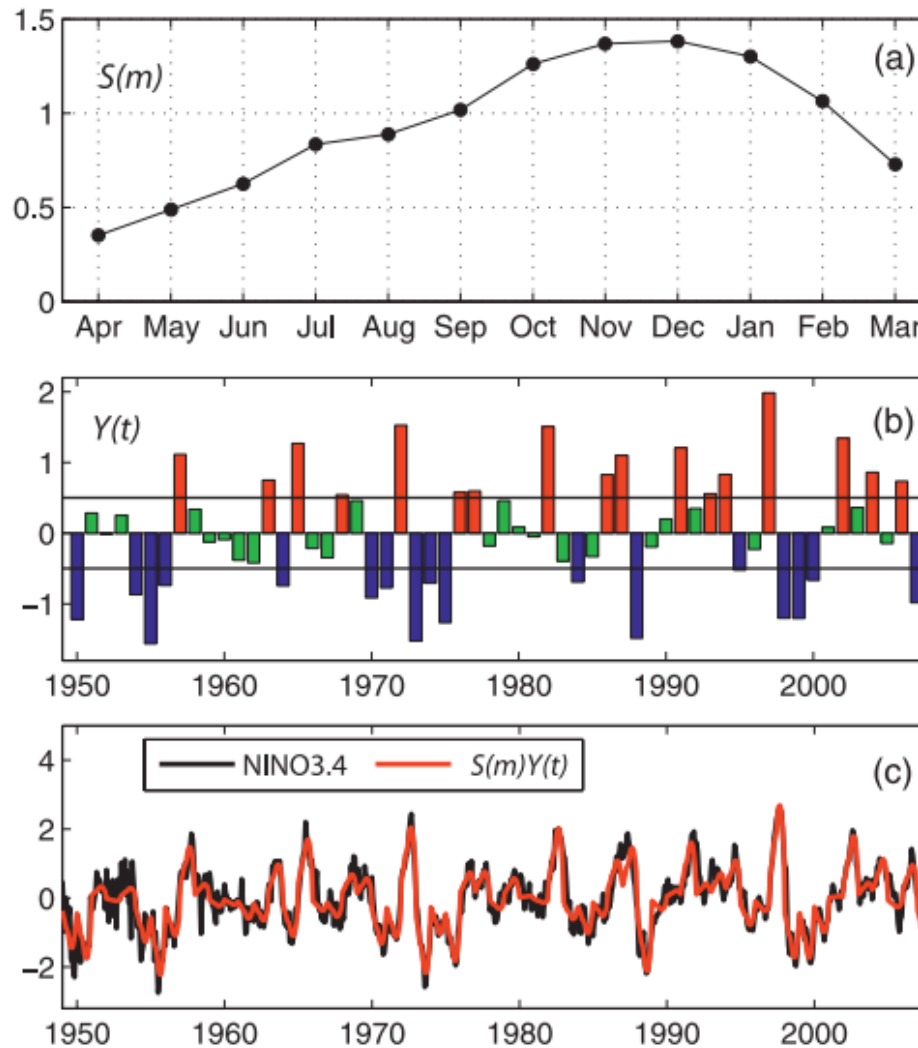 1.5
S(m)
(a)
1
0.5
0
Apr May Jun Jul Aug Sep Oct Nov Dec Jan Feb Mar
2
Y(t)
(b)
1
0
−1
1950 1960 1970 1980 1990 2000
4
NINO3.4 S(m)Y(t)
(c)
2
0
−2
1950 1960 1970 1980 1990 2000